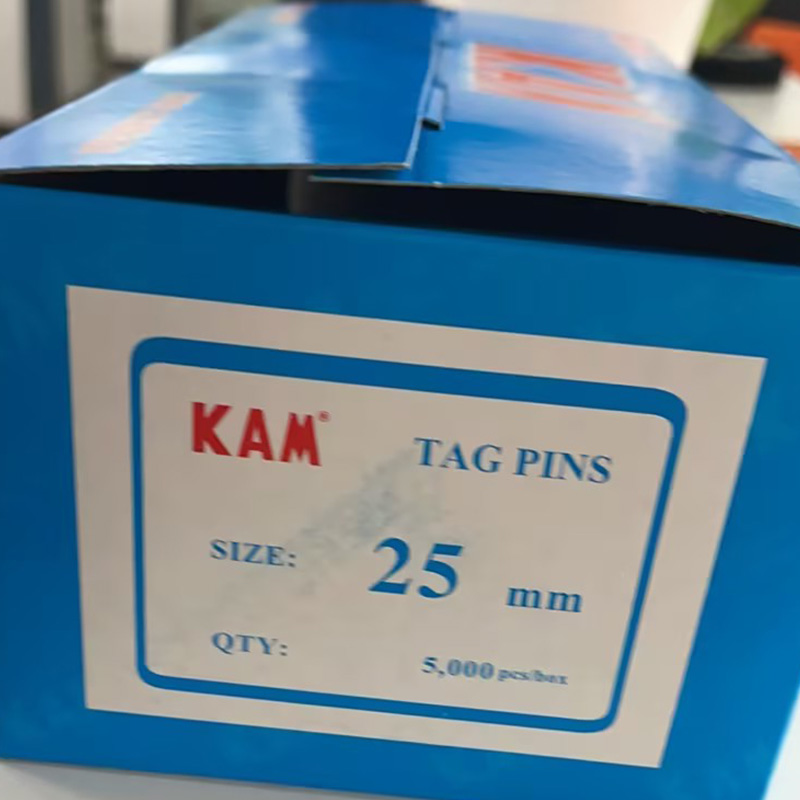 KAM®
TAG PINS
SIZE: 25 mm
QTY: 5,000 pcs/box